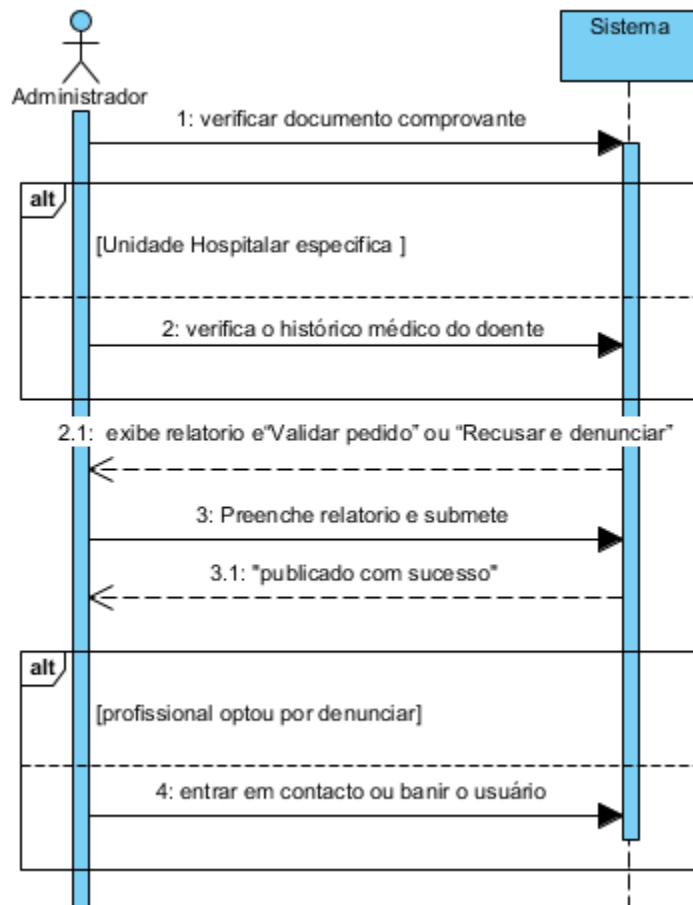 Sistema
Administrador
1: verificar documento comprovante
alt
[Unidade Hospitalar especifica ]
2: verifica o histórico médico do doente
2.1:  exibe relatorio e“Validar pedido” ou “Recusar e denunciar”
3: Preenche relatorio e submete
3.1: "publicado com sucesso"
alt
[profissional optou por denunciar]
4: entrar em contacto ou banir o usuário